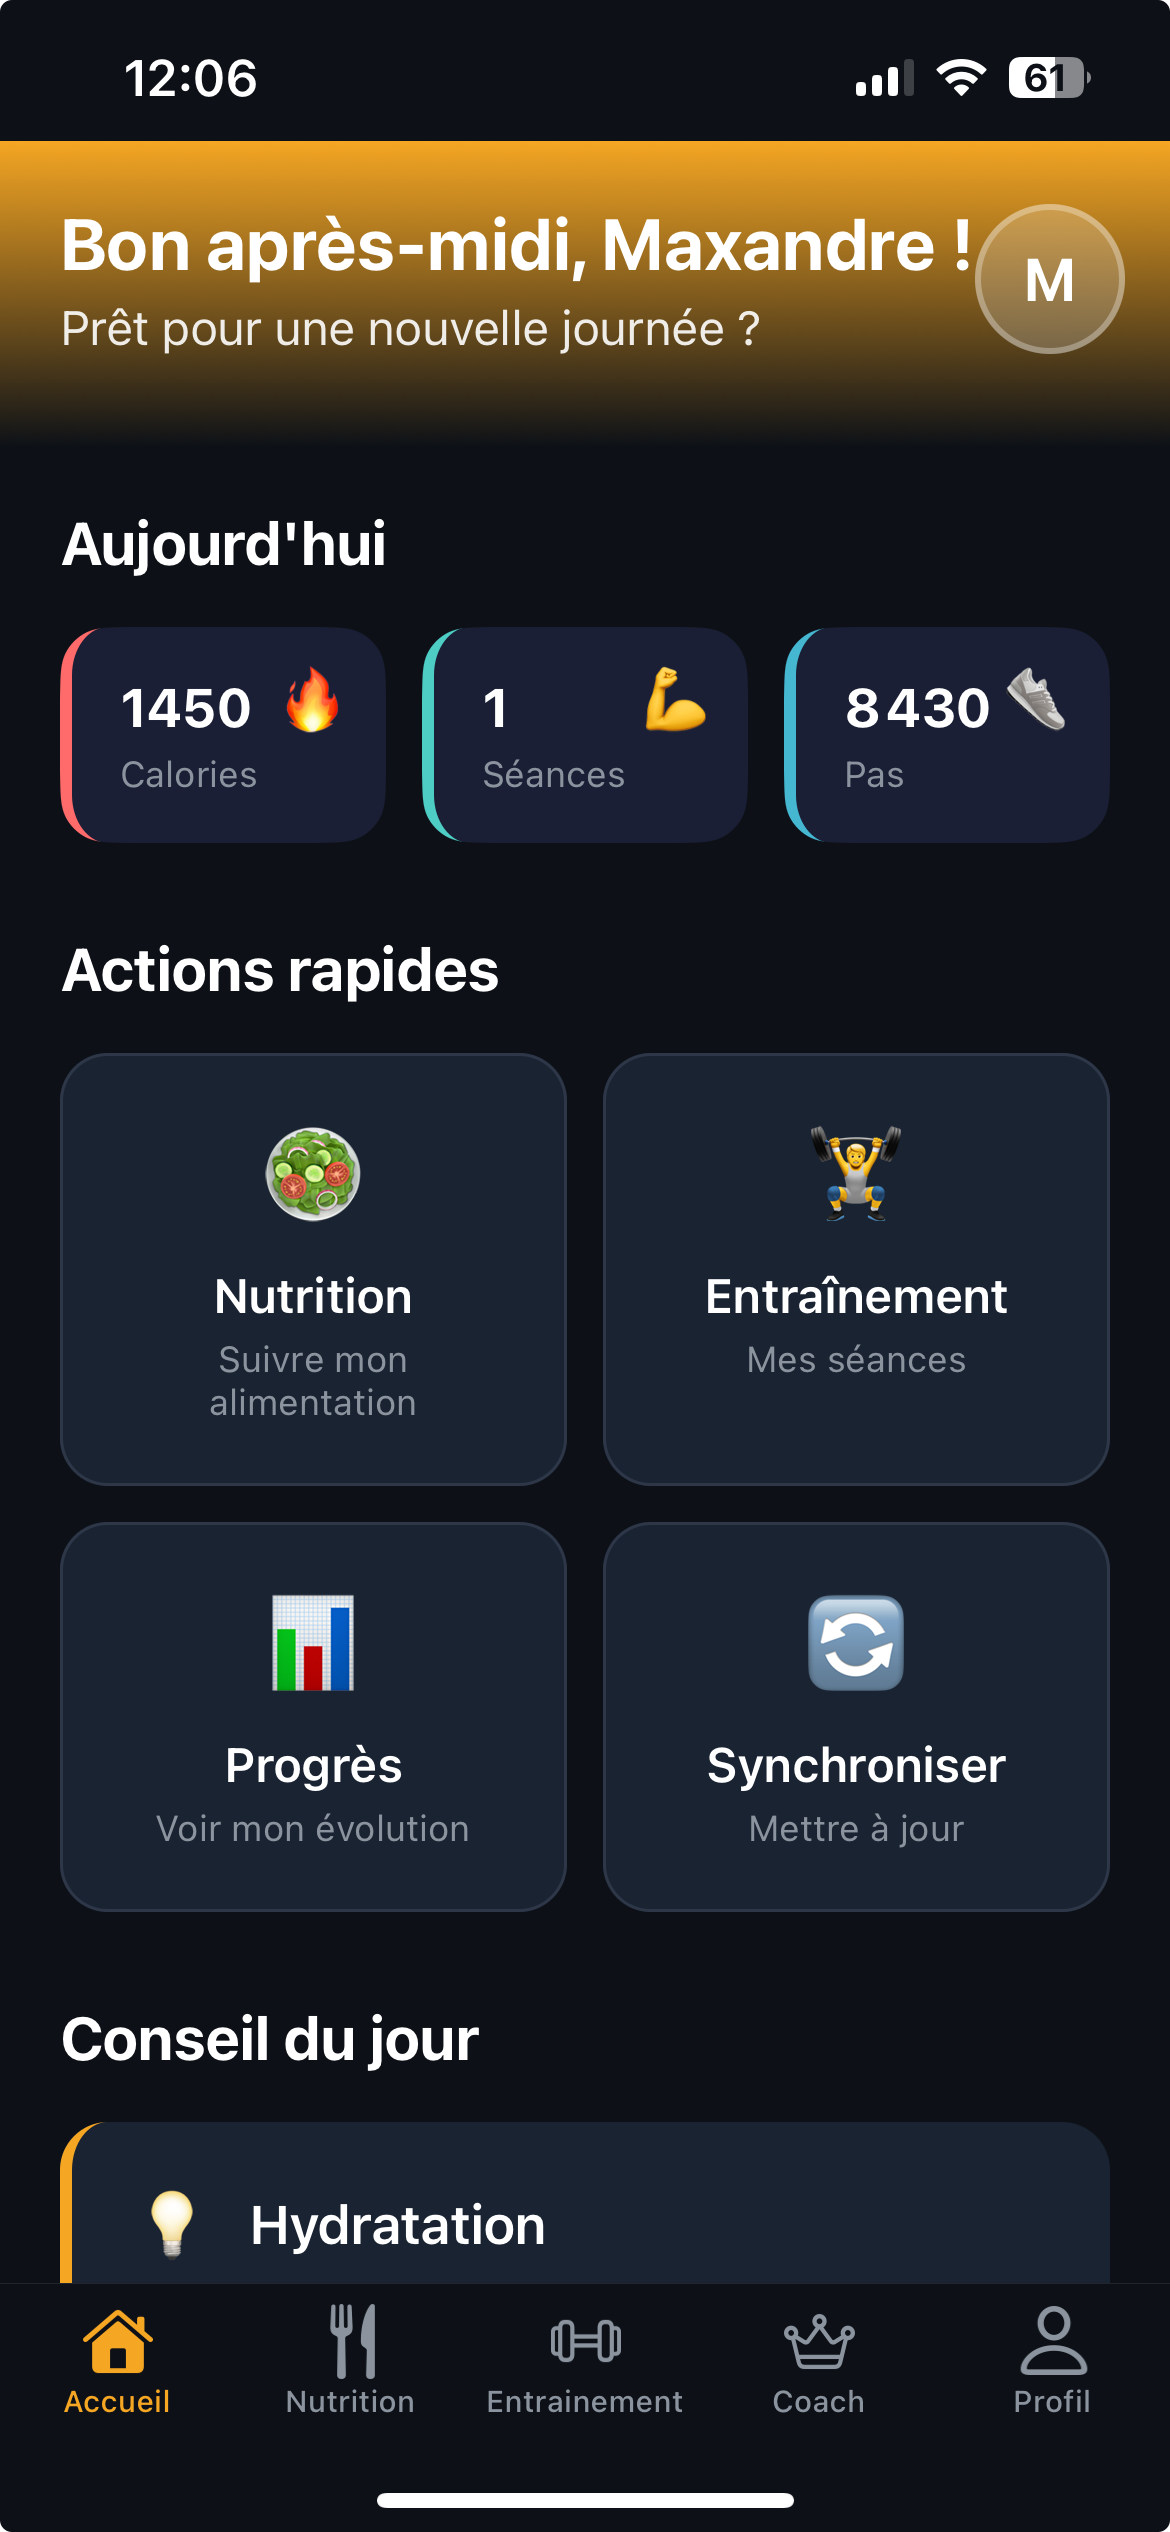 12:06
61
Bon après-midi, Maxandre !
M
Prêt pour une nouvelle journée ?
Aujourd'hui
1450
Calories
1
Séances
8 430
Pas
Actions rapides
Nutrition
Suivre mon
alimentation
Entraînement
Mes séances
Progrès
Voir mon évolution
Synchroniser
Mettre à jour
Conseil du jour
Hydratation
Accueil
Nutrition
Entrainement
Coach
Profil